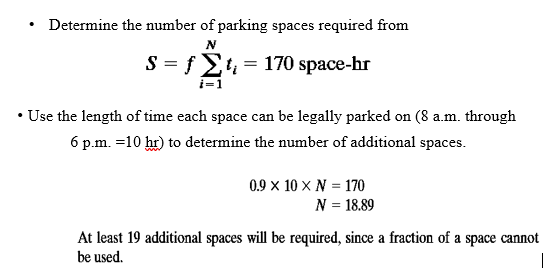 • Determine the number of parking spaces required from
S = f \sum_{i=1}^{N} t_i = 170 space-hr
• Use the length of time each space can be legally parked on (8 a.m. through
6 p.m. =10 hr) to determine the number of additional spaces.
0.9 × 10 × N = 170
N = 18.89
At least 19 additional spaces will be required, since a fraction of a space cannot
be used.